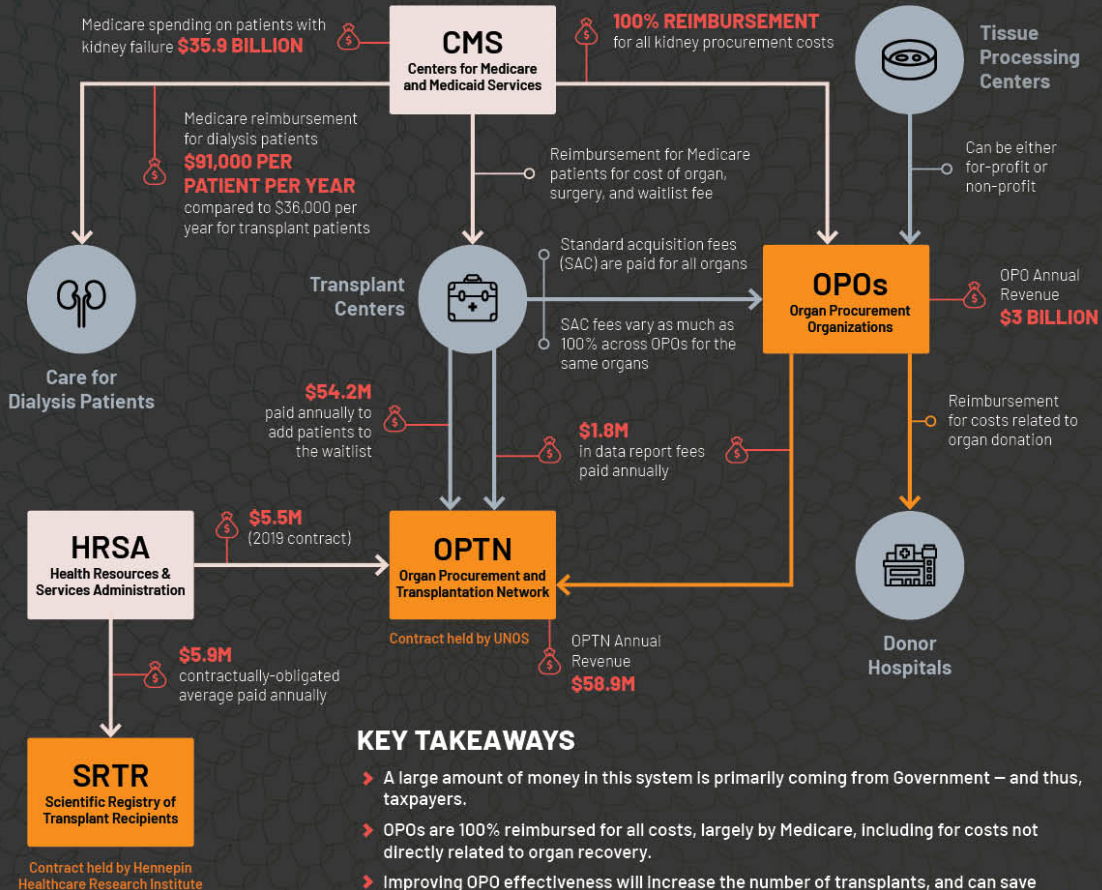 Medicare spending on patients with
kidney failure $35.9 BILLION
CMS
Centers for Medicare
and Medicaid Services
100% REIMBURSEMENT
for all kidney procurement costs
Tissue
Processing
Centers
Medicare reimbursement
for dialysis patients
$91,000 PER
PATIENT PER YEAR
compared to $36,000 per
year for transplant patients
Reimbursement for Medicare
patients for cost of organ,
surgery, and waitlist fee
Can be either
for-profit or
non-profit
Care for
Dialysis Patients
Transplant
Centers
Standard acquisition fees
(SAC) are paid for all organs
SAC fees vary as much as
100% across OPOs for the
same organs
OPOs
Organ Procurement
Organizations
OPO Annual
Revenue
$3 BILLION
$54.2M
paid annually to
add patients to
the waitlist
$1.8M
in data report fees
paid annually
Reimbursement
for costs related to
organ donation
HRSA
Health Resources &
Services Administration
$5.5M
(2019 contract)
OPTN
Organ Procurement and
Transplantation Network
Contract held by UNOS
OPTN Annual
Revenue
$58.9M
Donor
Hospitals
$5.9M
contractually-obligated
average paid annually
SRTR
Scientific Registry of
Transplant Recipients
Contract held by Hennepin
Healthcare Research Institute
KEY TAKEAWAYS
A large amount of money in this system is primarily coming from Government – and thus,
taxpayers.
OPOs are 100% reimbursed for all costs, largely by Medicare, including for costs not
directly related to organ recovery.
Improving OPO effectiveness will increase the number of transplants, and can save